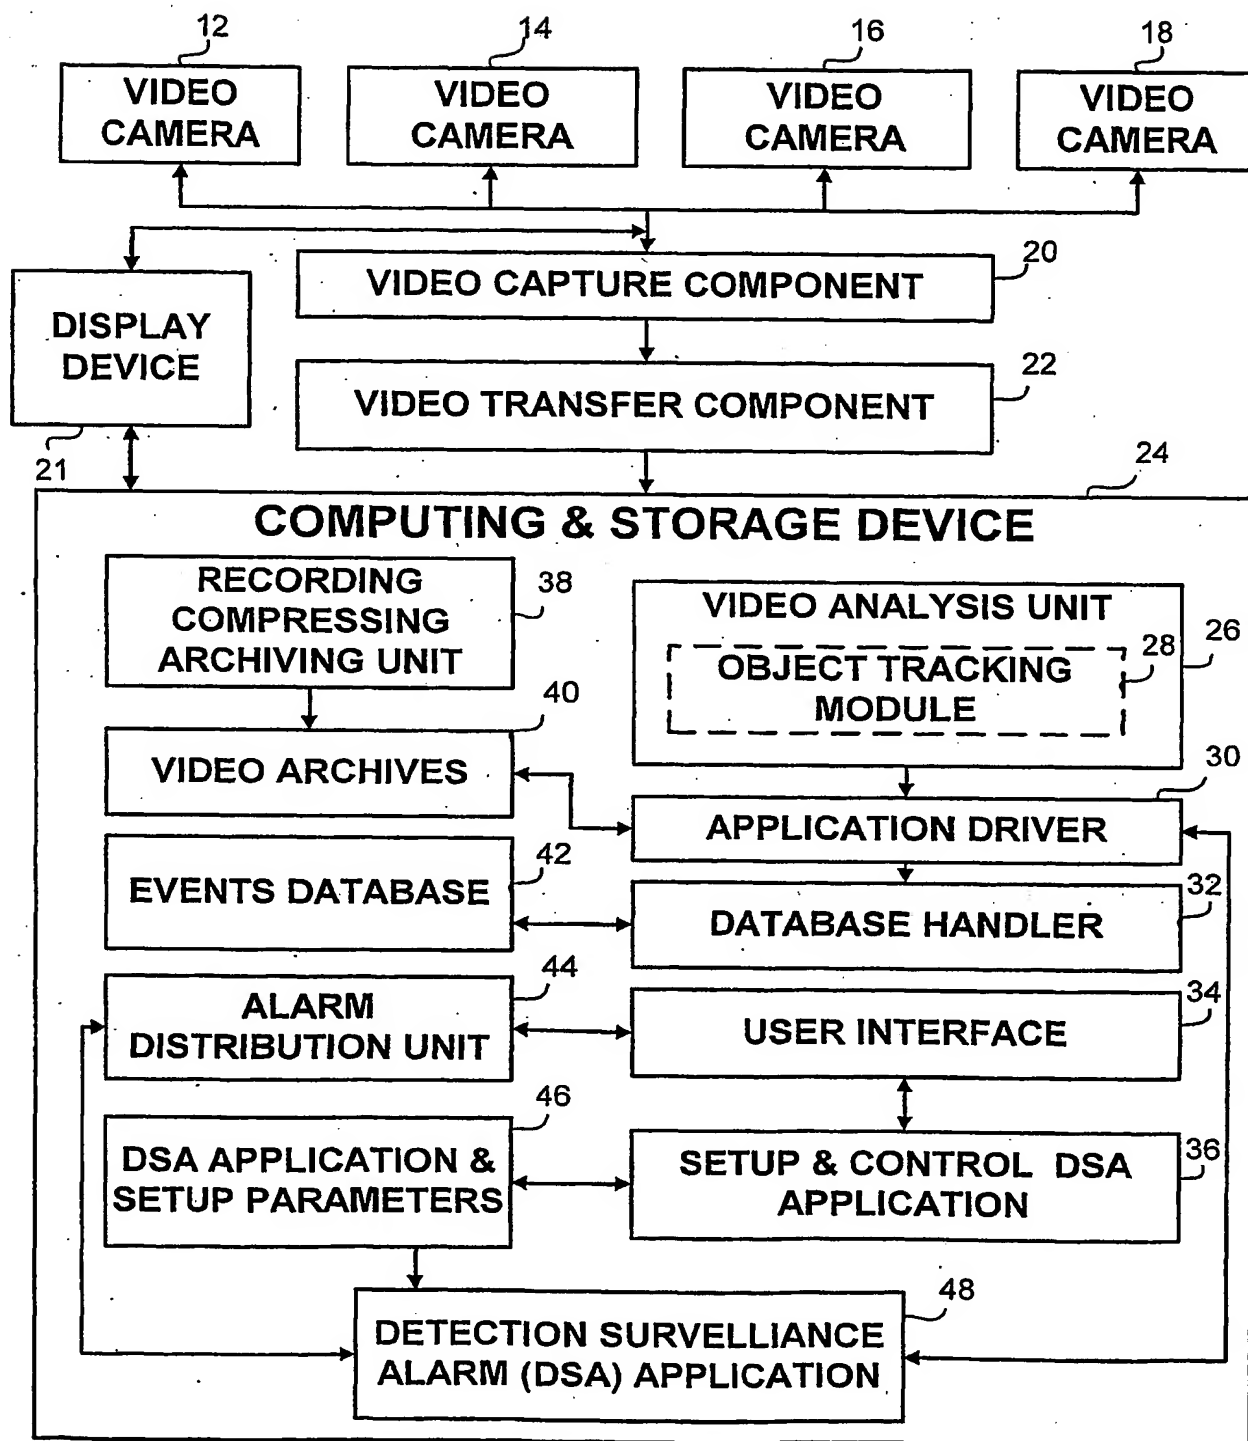 12
14
16
18
VIDEO
CAMERA
VIDEO
CAMERA
VIDEO
CAMERA
VIDEO
CAMERA
20
VIDEO CAPTURE COMPONENT
DISPLAY
DEVICE
22
VIDEO TRANSFER COMPONENT
21
24
COMPUTING & STORAGE DEVICE
RECORDING
COMPRESSING
ARCHIVING UNIT
38
VIDEO ANALYSIS UNIT
26
OBJECT TRACKING
MODULE
28
40
VIDEO ARCHIVES
30
APPLICATION DRIVER
42
EVENTS DATABASE
32
DATABASE HANDLER
44
ALARM
DISTRIBUTION UNIT
34
USER INTERFACE
46
DSA APPLICATION &
SETUP PARAMETERS
36
SETUP & CONTROL DSA
APPLICATION
48
DETECTION SURVELLIANCE
ALARM (DSA) APPLICATION